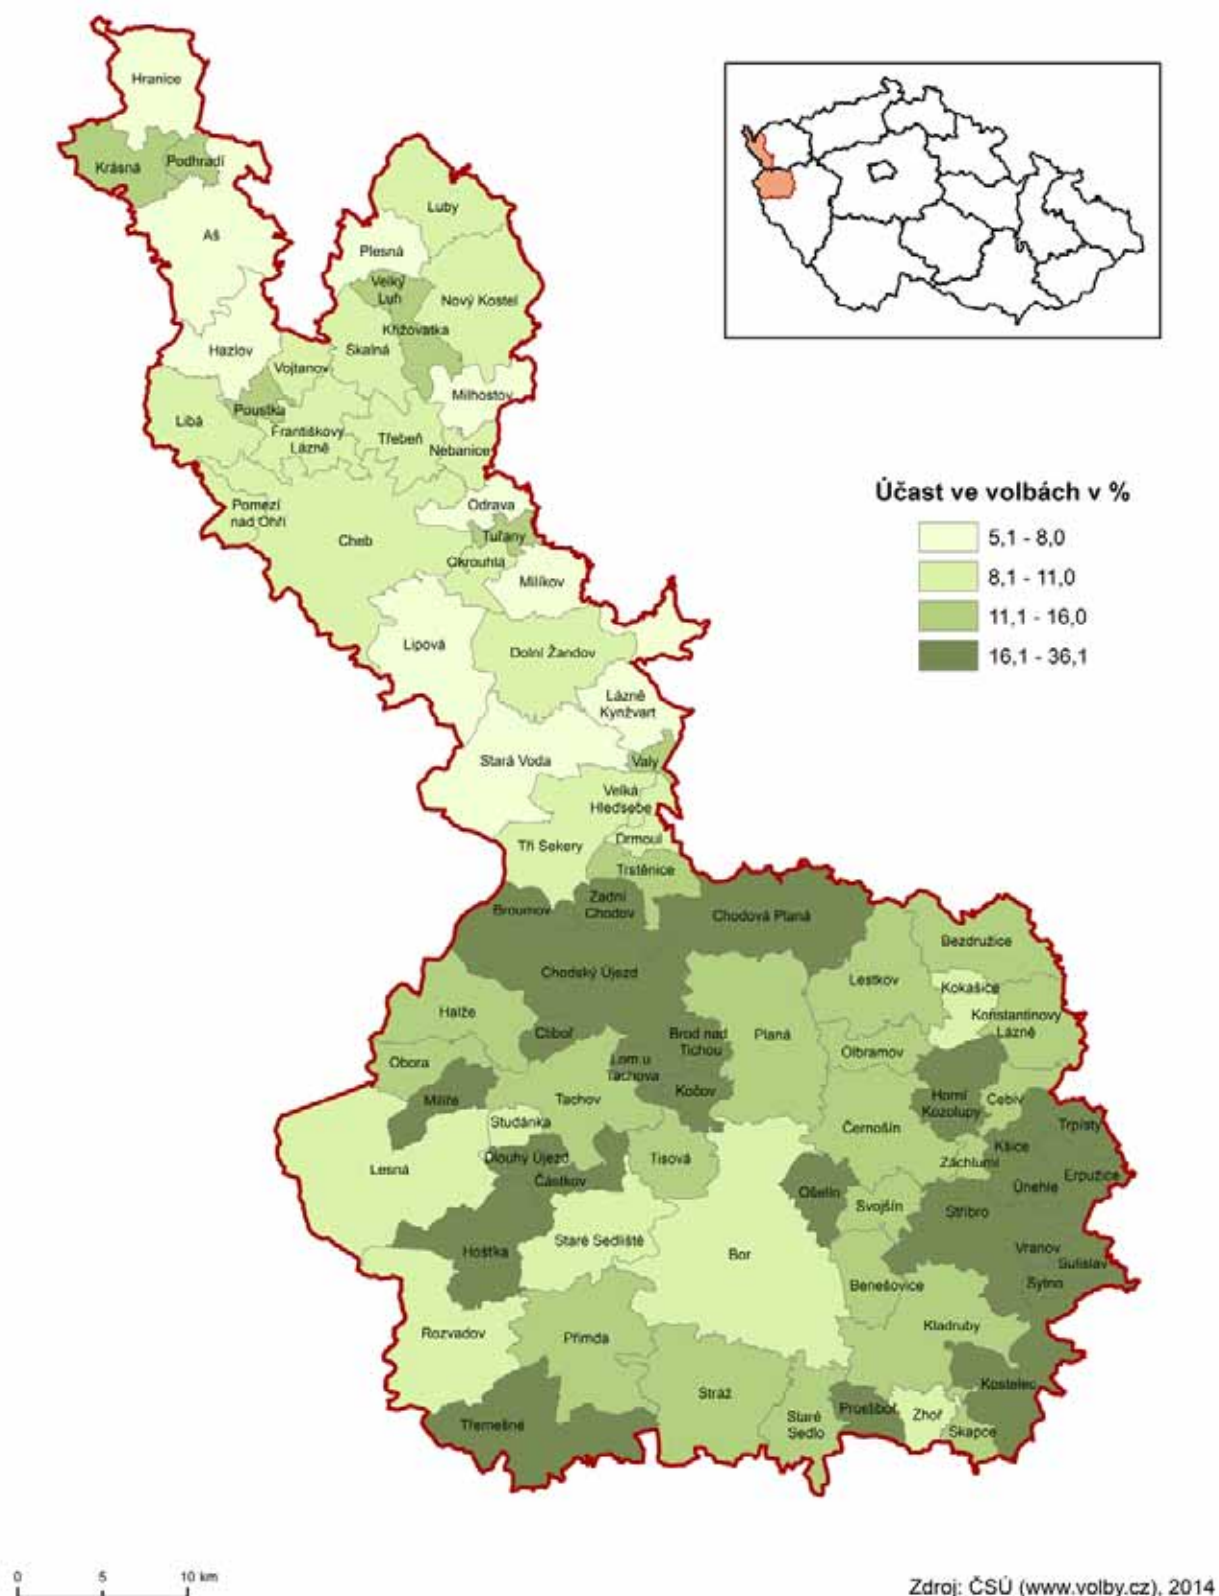 Hranice
Krásná
Podhradí
Aš
Luby
Plesná
Velký
Luh
Nový Kostel
Křižovatka
Skalná
Hazlov
Vojtanov
Milhostov
Poustka
Libá
Františkovy
Lázně
Třebeň
Nebanice
Pomezí
nad Ohří
Odrava
Cheb
Tuřany
Okrouhlá
Milíkov
Lipová
Dolní Žandov
Lázně
Kynžvart
Stará Voda
Valy
Velká
Hleďsebe
Drmoul
Tři Sekery
Trstěnice
Zadní
Chodov
Broumov
Chodová Planá
Bezdružice
Chodský Újezd
Lestkov
Kokašice
Halže
Konstantinovy
Lázně
Ctiboř
Brod nad
Tichou
Planá
Olbramov
Obora
Lom u
Tachova
Kočov
Milíře
Tachov
Horní
Kozolupy
Cebiv
Studánka
Černošín
Trpísty
Kšice
Dlouhý Újezd
Tisová
Záchlumí
Lesná
Částkov
Erpužice
Únehle
Ošelín
Svojšín
Stříbro
Staré Sedliště
Hošťka
Bor
Vranov
Sulislav
Sytno
Benešovice
Rozvadov
Přimda
Kladruby
Stráž
Kostelec
Třemešné
Staré
Sedlo
Prostiboř
Zhoř
Skapce
Účast ve volbách v %
5,1 - 8,0
8,1 - 11,0
11,1 - 16,0
16,1 - 36,1
0 5 10 km
Zdroj: ČSÚ (www.volby.cz), 2014